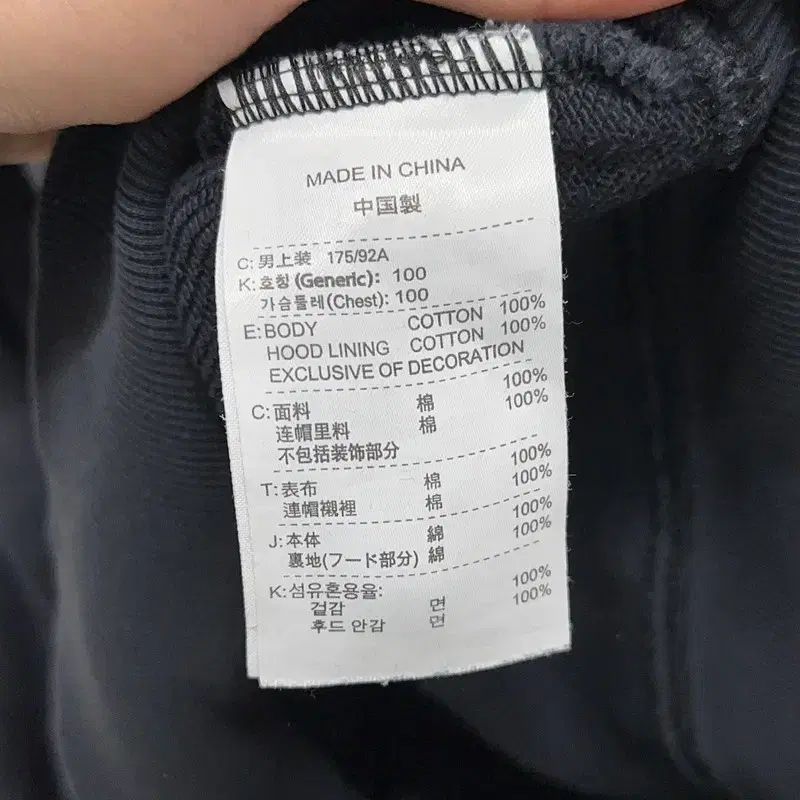 MADE IN CHINA
中国製
C: 男上装 175/92A
K: 호칭 (Generic): 100
가슴둘레(Chest): 100
E: BODY COTTON 100%
HOOD LINING COTTON 100%
EXCLUSIVE OF DECORATION
C: 面料 棉 100%
连帽里料 棉 100%
不包括装饰部分
T: 表布 棉 100%
連帽襯裡 棉 100%
J: 本体 綿 100%
裏地(フード部分) 綿 100%
K: 섬유혼용율:
겉감 면 100%
후드 안감 면 100%